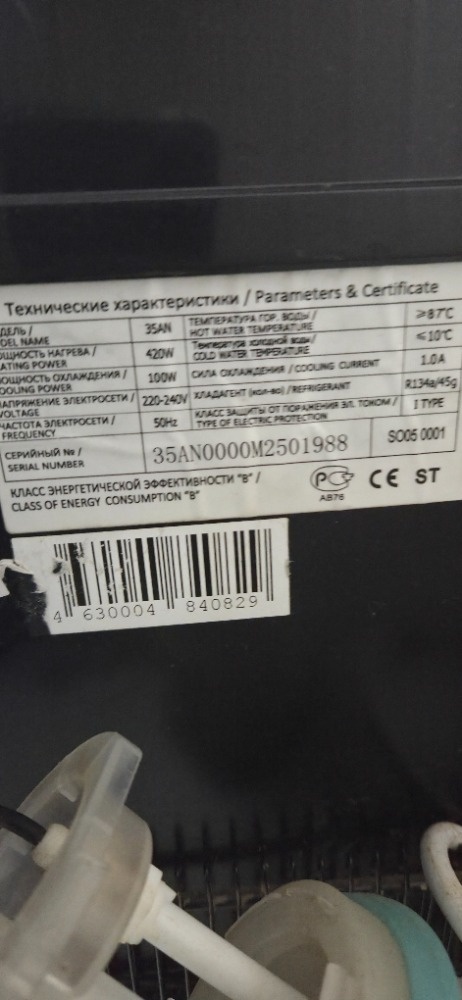 Технические характеристики / Parameters & Certificate
ДЕЛЬ / DEL NAME 35AN ТЕМПЕРАТУРА ГОР. ВОДЫ / HOT WATER TEMPERATURE ≥87°C
ЩНОСТЬ НАГРЕВА / ATING POWER 420W Температура холодной воды / COLD WATER TEMPERATURE ≤10°C
ОЩНОСТЬ ОХЛАЖДЕНИЯ / OOLING POWER 100W СИЛА ОХЛАЖДЕНИЯ / COOLING CURRENT 1.0A
АПРЯЖЕНИЕ ЭЛЕКТРОСЕТИ / VOLTAGE 220-240V ХЛАДАГЕНТ (кол-во) /REFRIGERANT R134a/45g
ЧАСТОТА ЭЛЕКТРОСЕТИ / FREQUENCY 50Hz КЛАСС ЗАЩИТЫ ОТ ПОРАЖЕНИЯ ЭЛ. ТОКОМ / TYPE OF ELECTRIC PROTECTION I TYPE
СЕРИЙНЫЙ № / SERIAL NUMBER 35AN0000M2501988 SO05 0001
КЛАСС ЭНЕРГЕТИЧЕСКОЙ ЭФФЕКТИВНОСТИ "В" /
CLASS OF ENERGY CONSUMPTION "B"
РСТ CE ST
АВ76
4 630004 840829